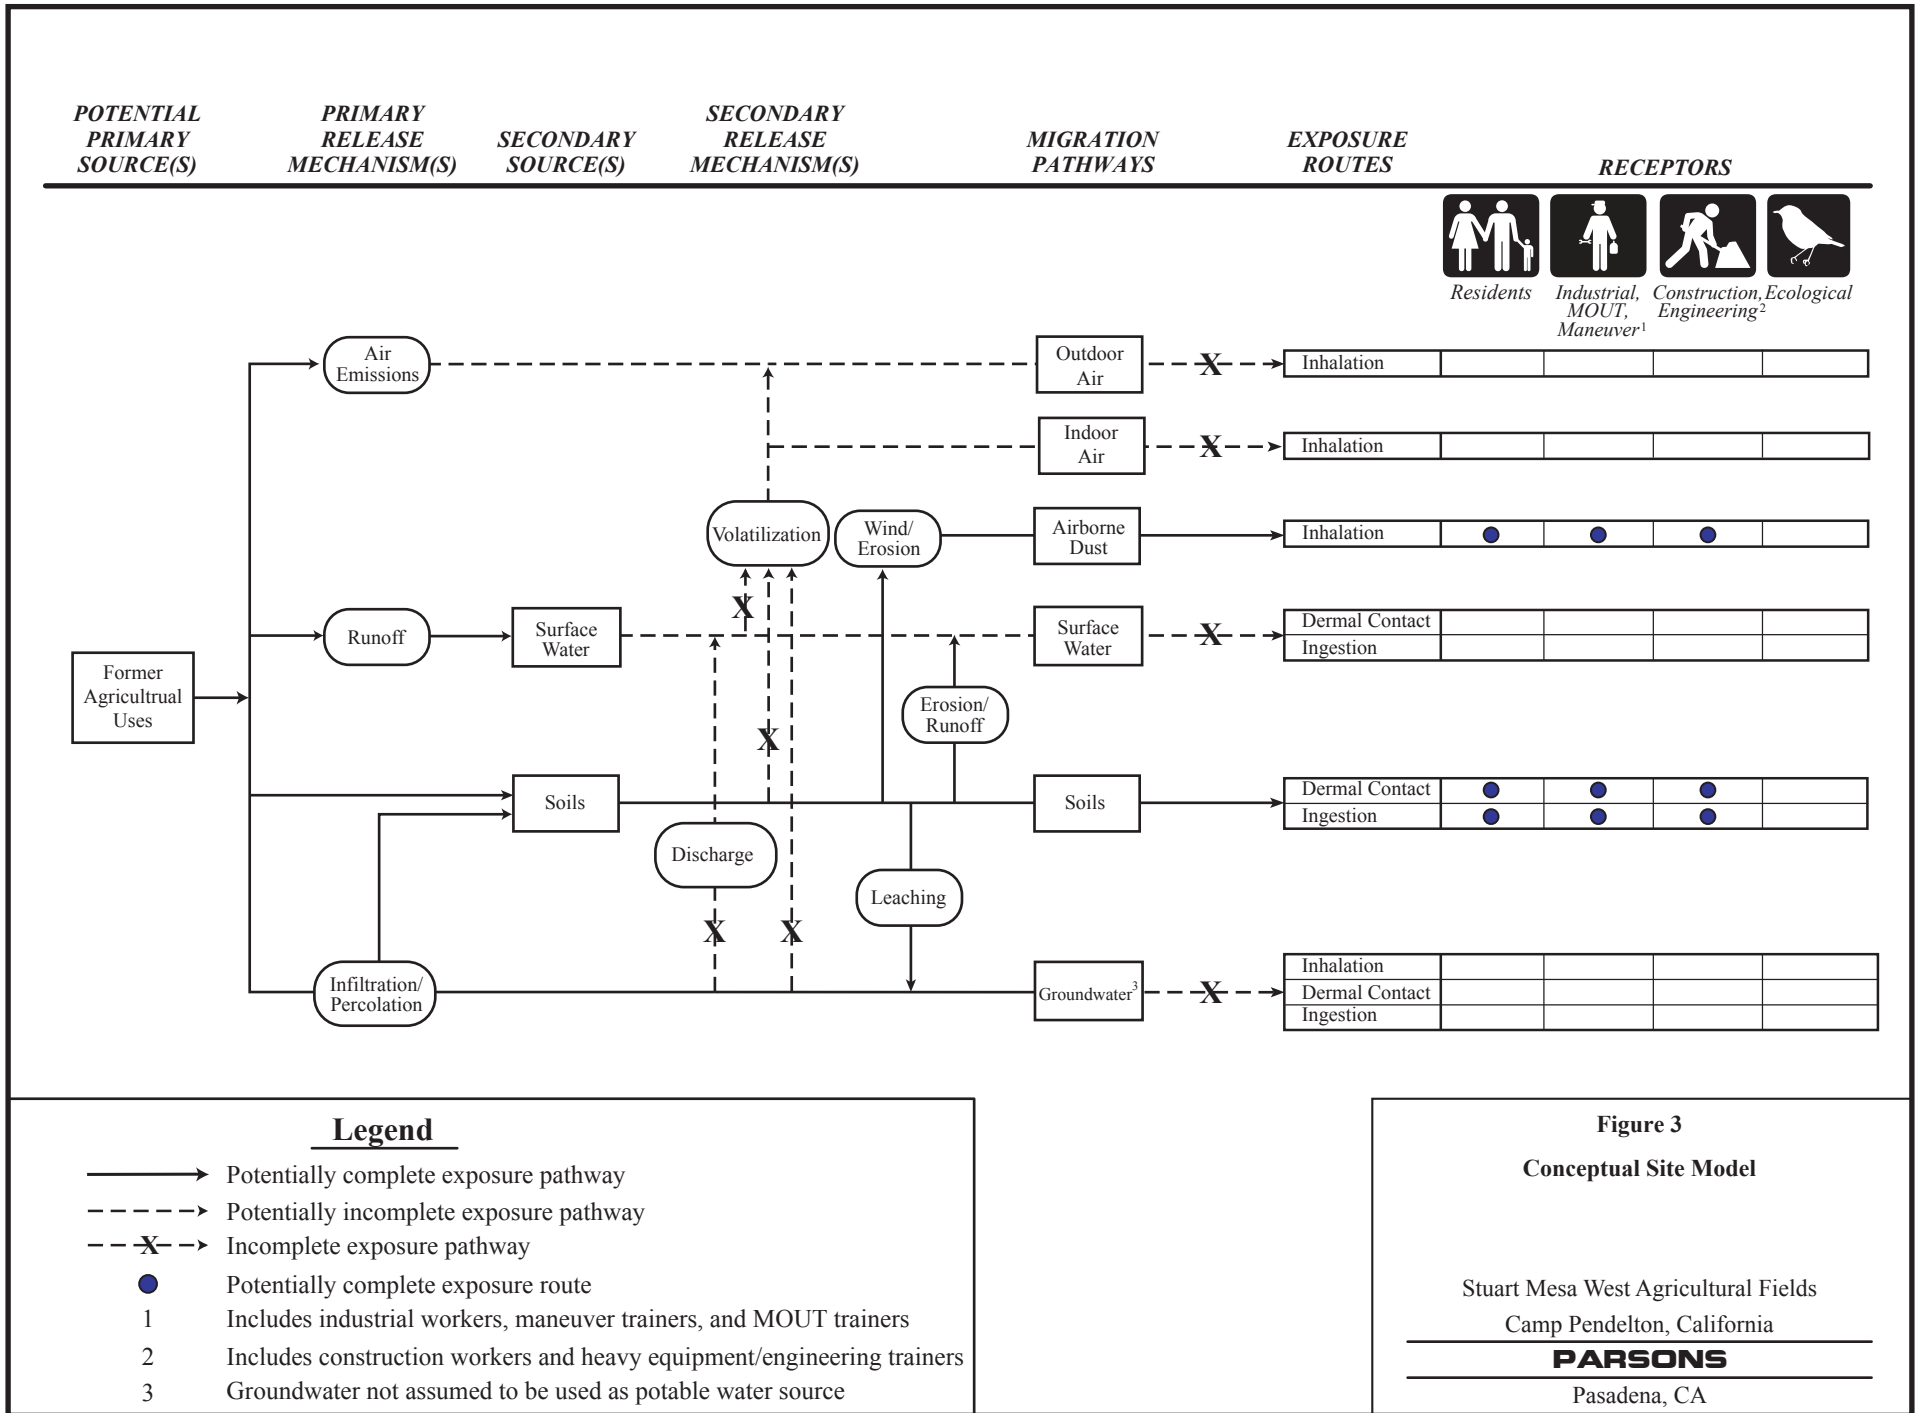 POTENTIAL
PRIMARY
SOURCE(S)
PRIMARY
RELEASE
MECHANISM(S)
SECONDARY
SOURCE(S)
SECONDARY
RELEASE
MECHANISM(S)
MIGRATION
PATHWAYS
EXPOSURE
ROUTES
RECEPTORS
Residents
Industrial,
MOUT,
Maneuver1
Construction,
Engineering2
Ecological
Air
Emissions
Outdoor
Air
X
Inhalation
Indoor
Air
X
Inhalation
Volatilization
Wind/
Erosion
Airborne
Dust
Inhalation
X
Runoff
Surface
Water
Surface
Water
X
Dermal Contact
Ingestion
Former
Agricultrual
Uses
Erosion/
Runoff
X
Soils
Soils
Dermal Contact
Ingestion
Discharge
Leaching
X
X
Infiltration/
Percolation
Groundwater3
X
Inhalation
Dermal Contact
Ingestion
Legend
Potentially complete exposure pathway
Potentially incomplete exposure pathway
X Incomplete exposure pathway
Potentially complete exposure route
1 Includes industrial workers, maneuver trainers, and MOUT trainers
2 Includes construction workers and heavy equipment/engineering trainers
3 Groundwater not assumed to be used as potable water source
Figure 3
Conceptual Site Model
Stuart Mesa West Agricultural Fields
Camp Pendelton, California
PARSONS
Pasadena, CA